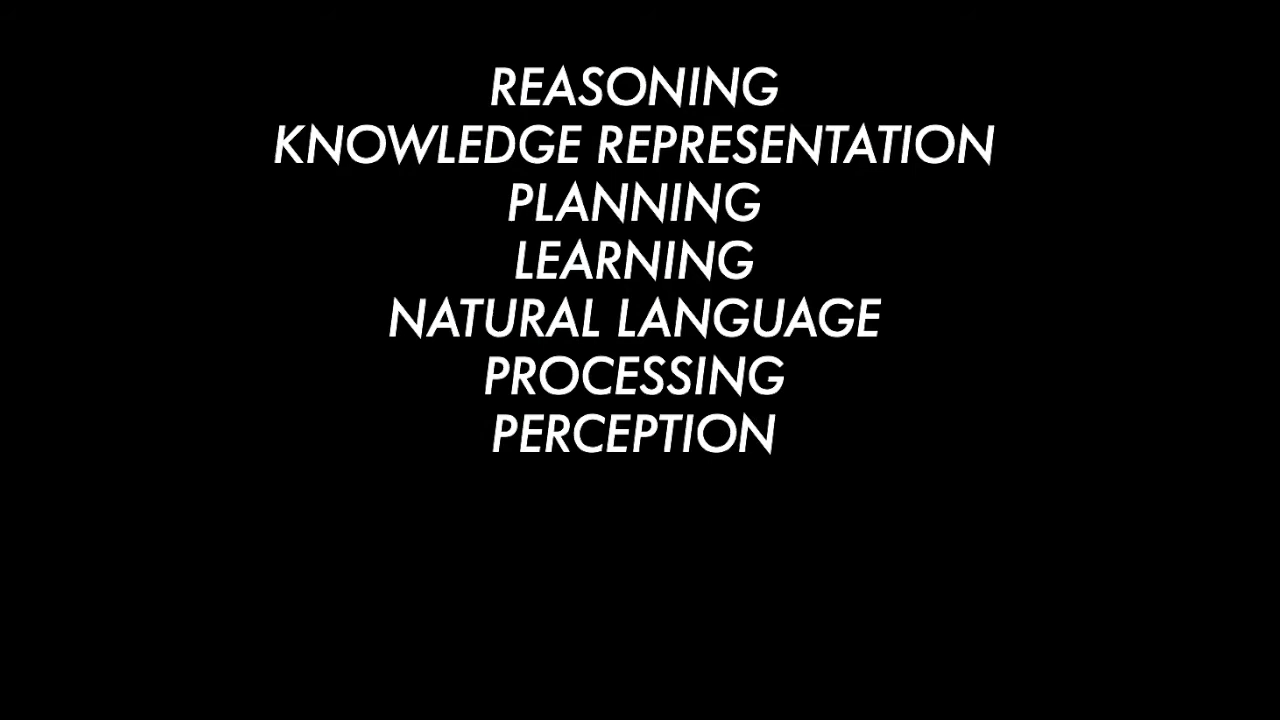 REASONING
KNOWLEDGE REPRESENTATION
PLANNING
LEARNING
NATURAL LANGUAGE
PROCESSING
PERCEPTION